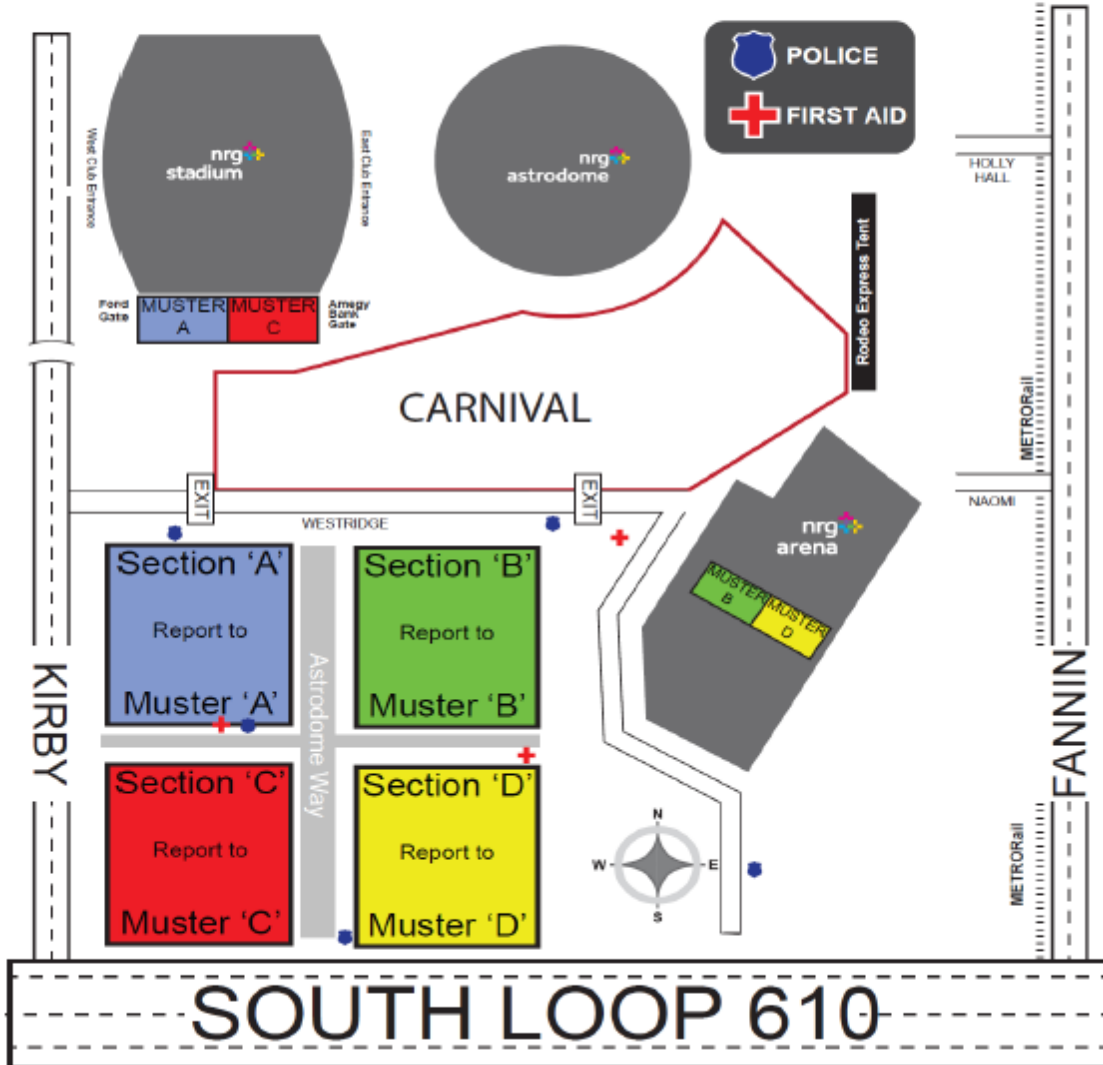 POLICE
FIRST AID
nrg
stadium
nrg
astrodome
West Club Entrance
East Club Entrance
HOLLY
HALL
Rodeo Express Tent
Ford
Gate
MUSTER
A
MUSTER
C
Amegy
Bank
Gate
CARNIVAL
METRORail
EXIT
EXIT
WESTRIDGE
NAOMI
nrg
arena
MUSTER
B
MUSTER
D
Section ‘A’
Report to
Muster ‘A’
Section ‘B’
Report to
Muster ‘B’
Astrodome Way
KIRBY
FANNIN
Section ‘C’
Report to
Muster ‘C’
Section ‘D’
Report to
Muster ‘D’
N
W
E
S
METRORail
SOUTH LOOP 610